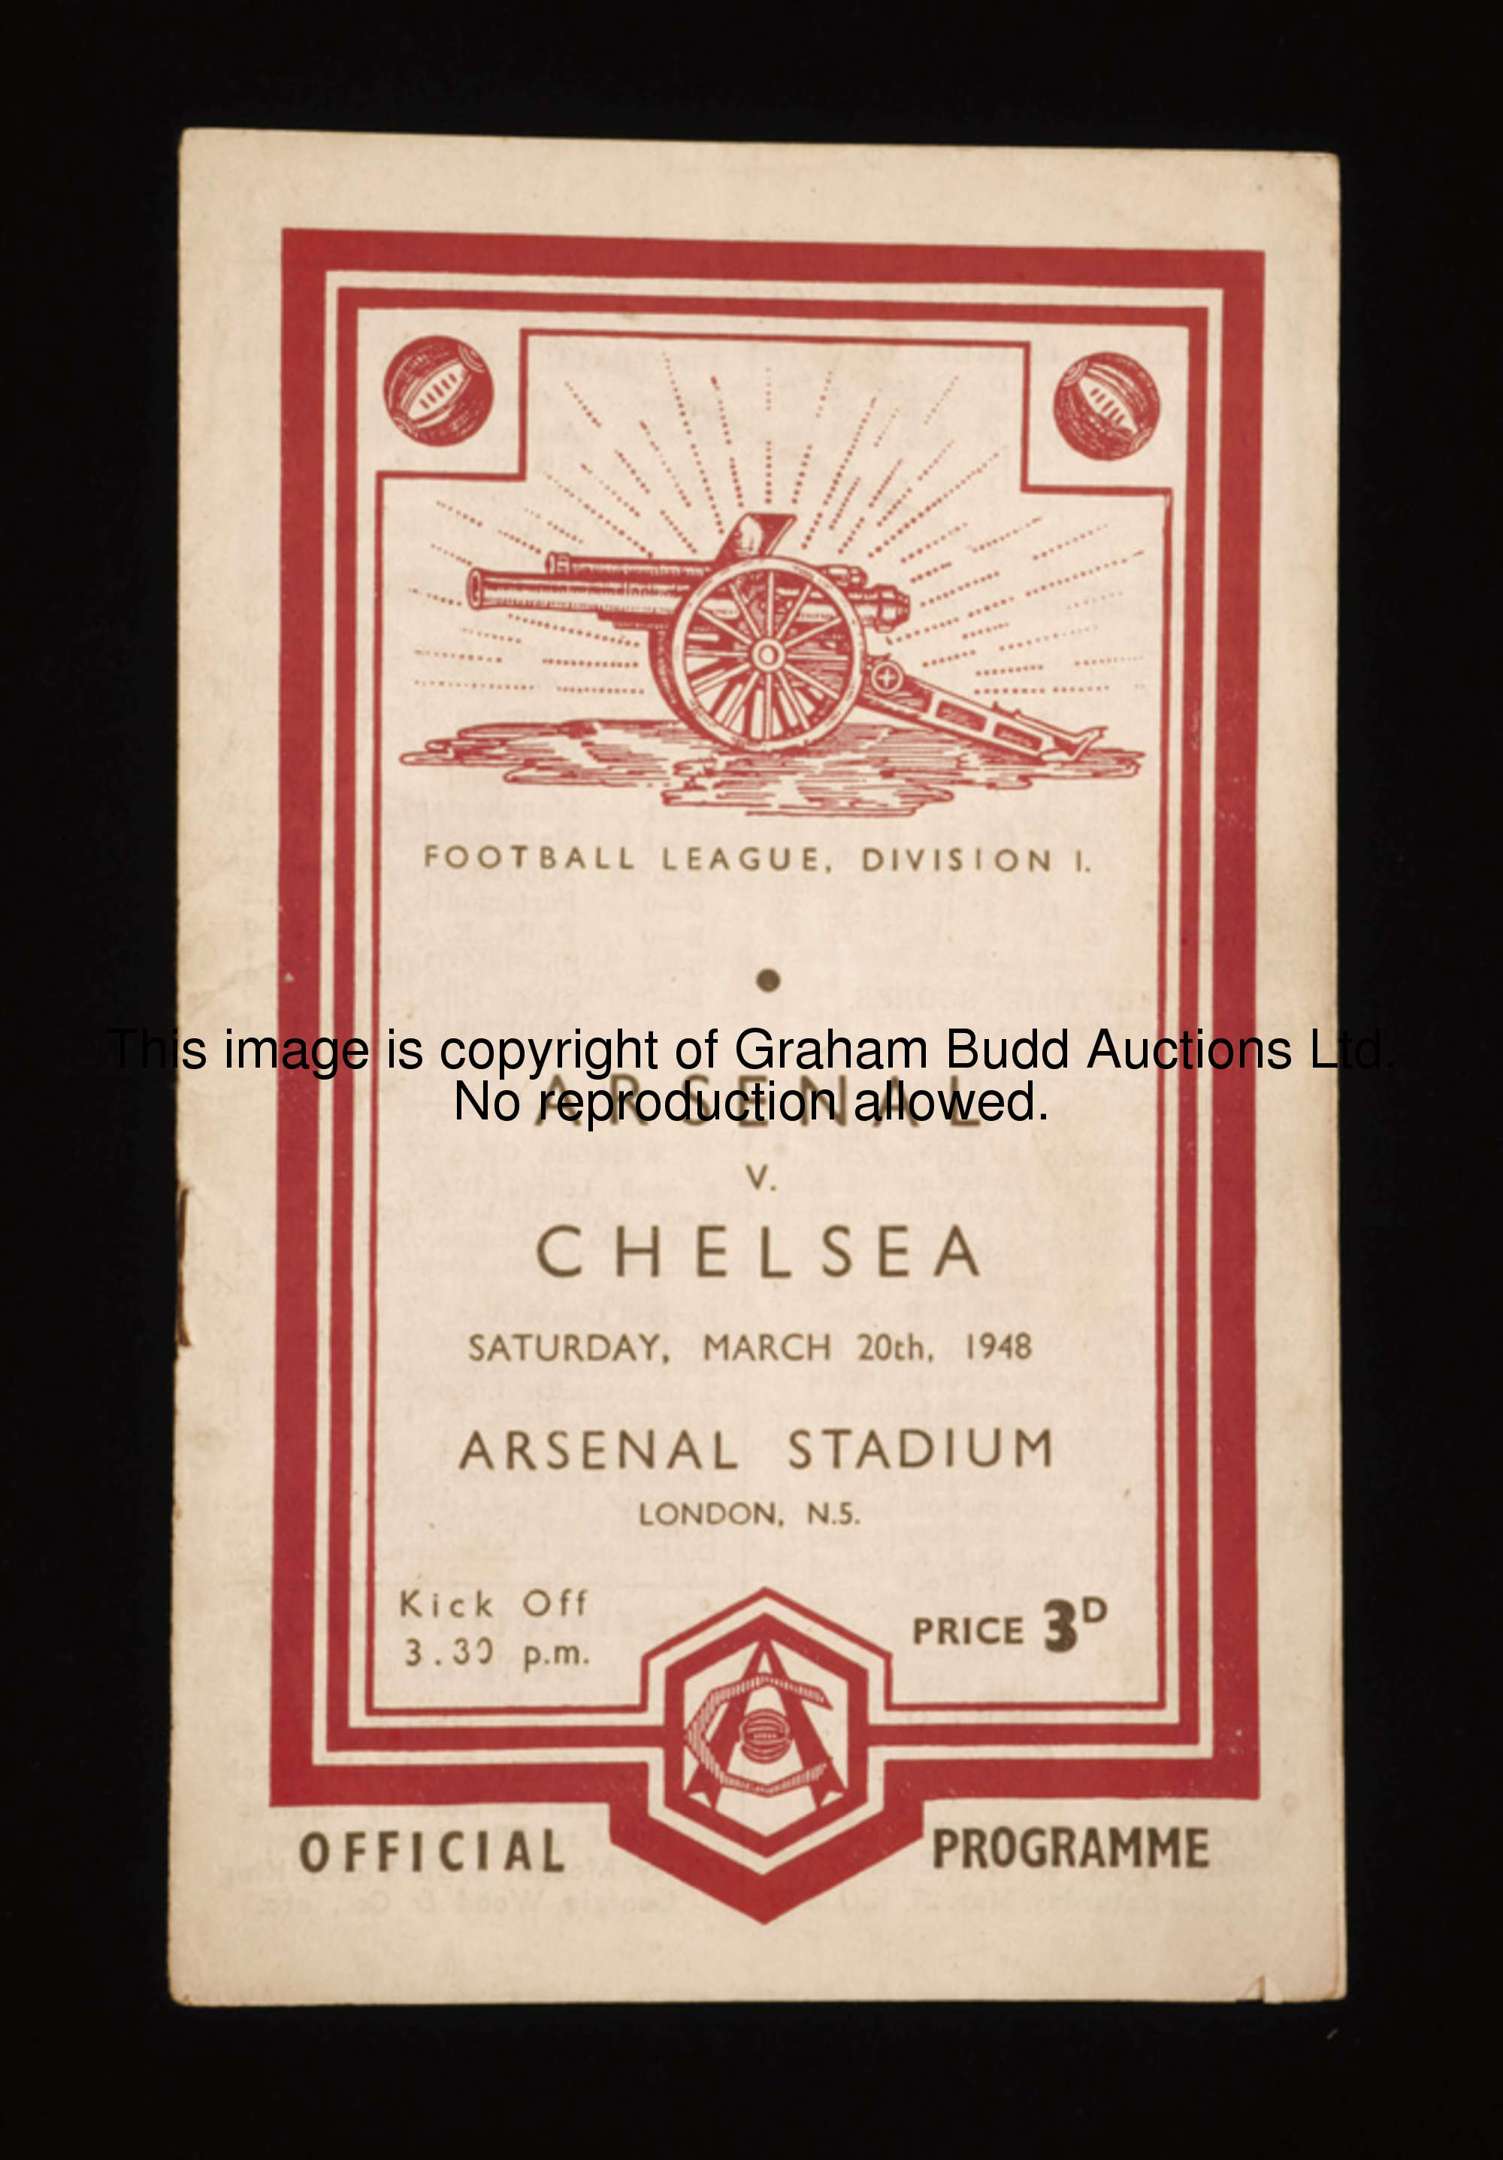 FOOTBALL LEAGUE, DIVISION I.
This image is copyright of Graham Budd Auctions Ltd.
No reproduction allowed.
ARSENAL
V.
CHELSEA
SATURDAY, MARCH 20th, 1948
ARSENAL STADIUM
LONDON, N.5.
Kick Off
3.30 p.m.
PRICE 3D
OFFICIAL PROGRAMME